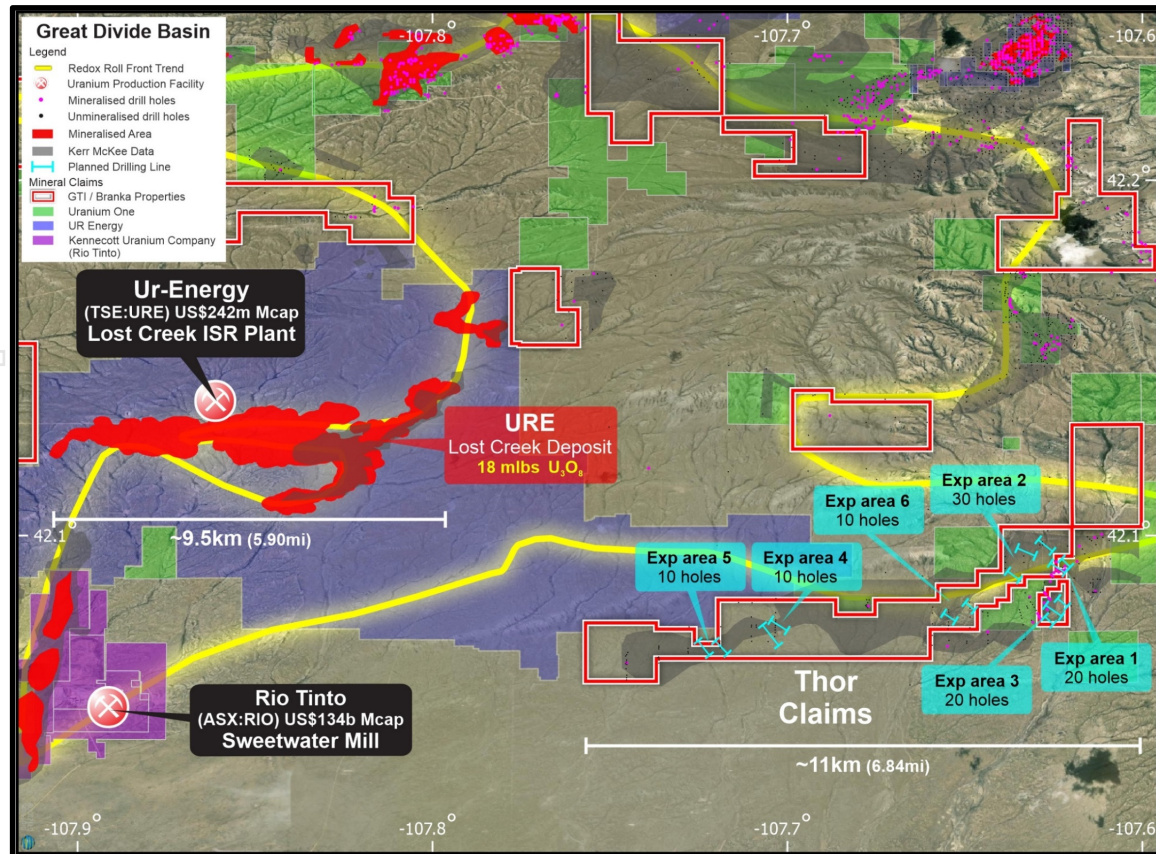 Great Divide Basin
Legend
Redox Roll Front Trend
Uranium Production Facility
Mineralised drill holes
Unmineralised drill holes
Mineralised Area
Kerr McKee Data
Planned Drilling Line
Mineral Claims
GTI / Branka Properties
Uranium One
UR Energy
Kennecott Uranium Company
(Rio Tinto)
-107.8°
-107.7°
-107.6
42.2°
Ur-Energy
(TSE:URE) US$242m Mcap
Lost Creek ISR Plant
URE
Lost Creek Deposit
18 mlbs U₃O₈
42.1°
~9.5km (5.90mi)
42.1°
Exp area 2
30 holes
Exp area 6
10 holes
Exp area 5
10 holes
Exp area 4
10 holes
Exp area 1
20 holes
Exp area 3
20 holes
Thor
Claims
Rio Tinto
(ASX:RIO) US$134b Mcap
Sweetwater Mill
~11km (6.84mi)
-107.9°
-107.8°
-107.7°
-107.6